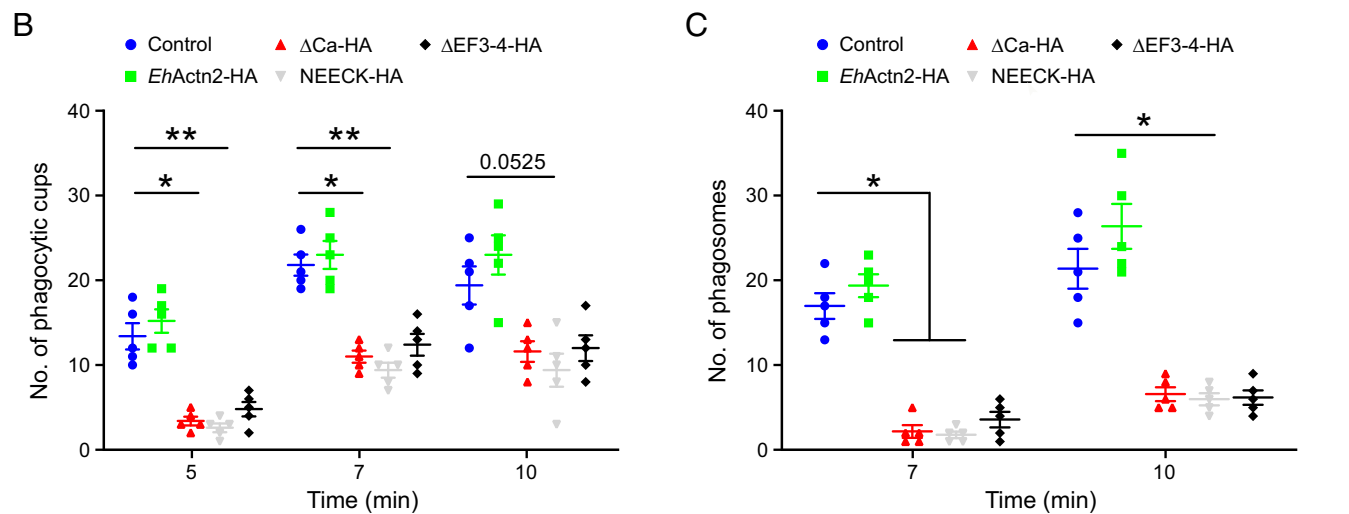 B
Control ΔCa-HA ΔEF3-4-HA
EhActn2-HA NEECK-HA
40
30
20
10
0
No. of phagocytic cups
** ** 0.0525
* *
5 7 10
Time (min)
C
Control ΔCa-HA ΔEF3-4-HA
EhActn2-HA NEECK-HA
40
30
20
10
0
No. of phagosomes
*
*
7 10
Time (min)